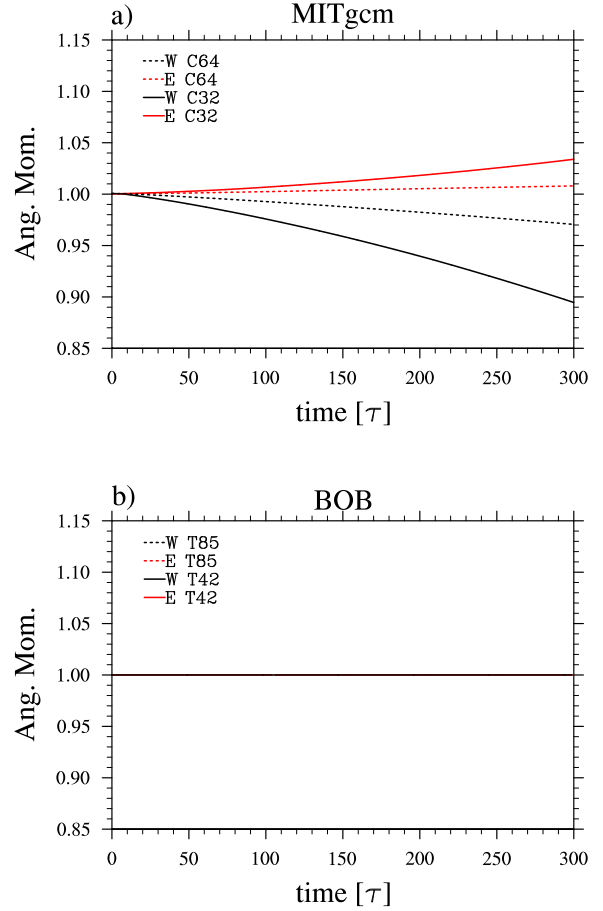 a)
MITgcm
W C64
E C64
W C32
E C32
1.15
1.10
1.05
1.00
0.95
0.90
0.85
Ang. Mom.
0 50 100 150 200 250 300
time [τ]
b)
BOB
W T85
E T85
W T42
E T42
1.15
1.10
1.05
1.00
0.95
0.90
0.85
Ang. Mom.
0 50 100 150 200 250 300
time [τ]